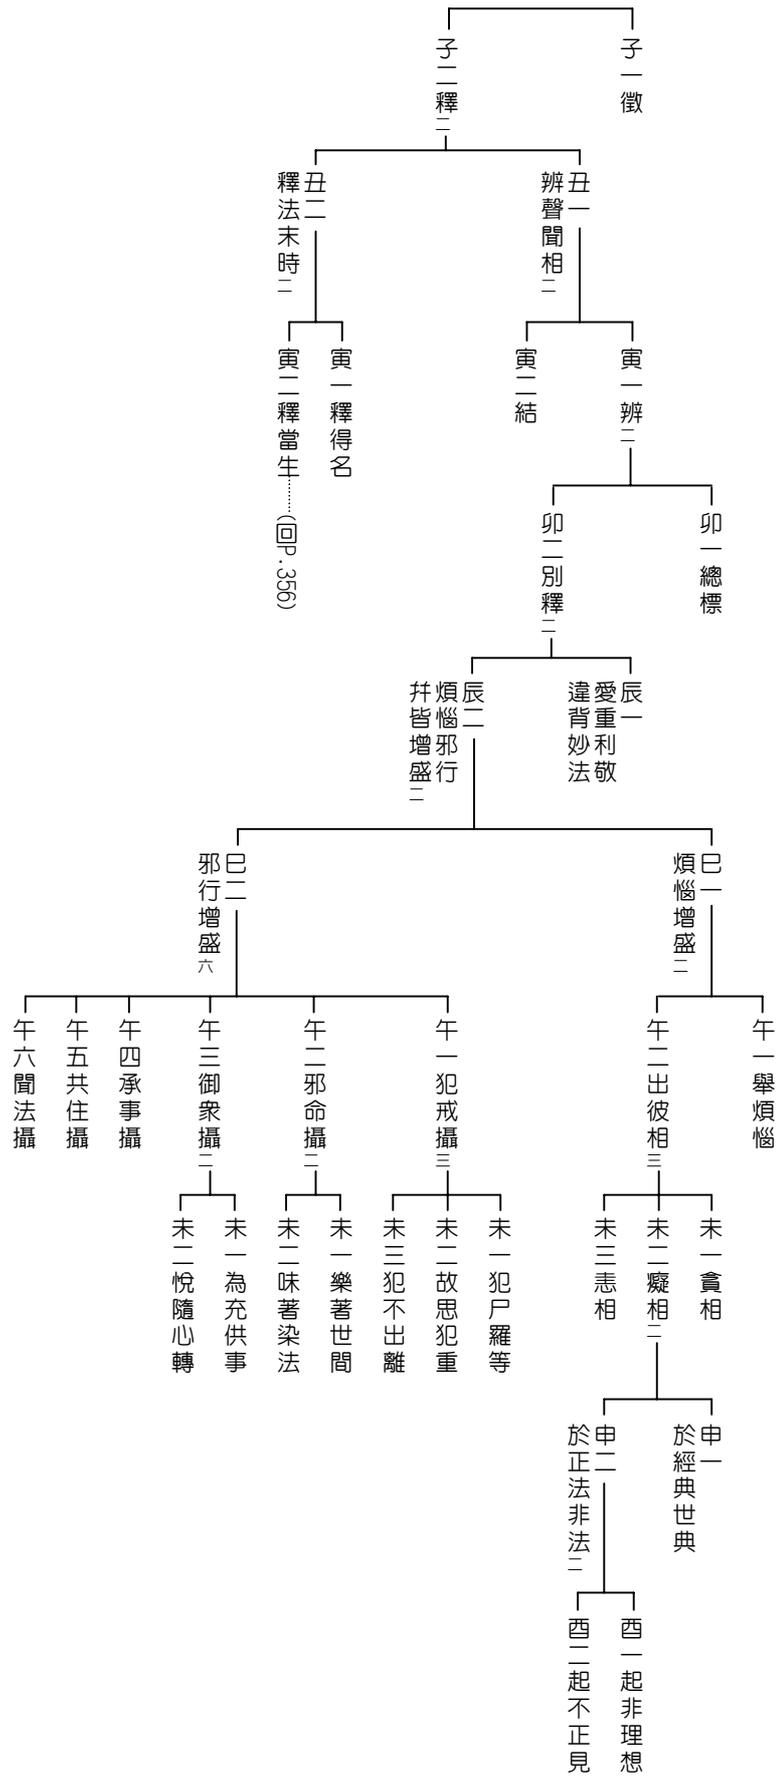 子一徵
子二釋二
丑一
辨聲聞相二
寅一辨二
卯一總標
卯二別釋二
辰一
愛重利敬
違背妙法
辰二
煩惱邪行
并皆增盛二
巳一
煩惱增盛二
午一舉煩惱
午二出彼相三
未一貪相
未二癡相二
申一
於經典世典
申二
於正法非法二
酉一起非理想
酉二起不正見
未三恚相
巳二
邪行增盛六
午一犯戒攝三
未一犯尸羅等
未二故思犯重
未三犯不出離
午二邪命攝二
未一樂著世間
未二味著染法
午三御衆攝二
未一為充供事
未二悅隨心轉
午四承事攝
午五共住攝
午六聞法攝
寅二結
丑二
釋法末時二
寅一釋得名
寅二釋當生……(回P.356)